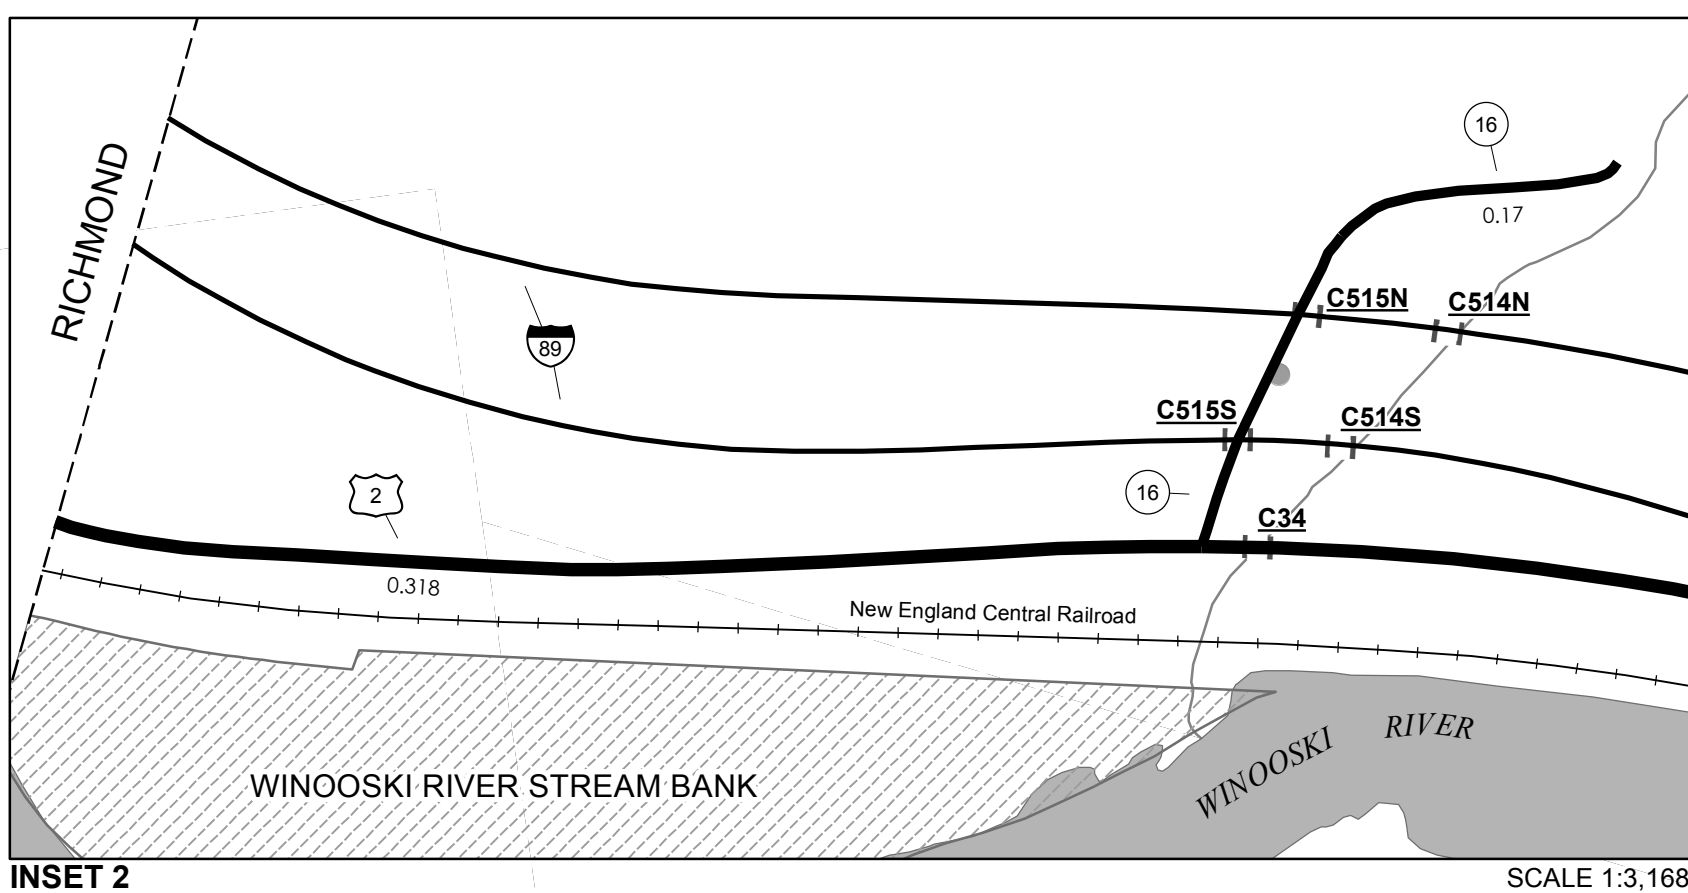 16
0.17
RICHMOND
C515N
C514N
89
C515S
C514S
2
16
C34
0.318
New England Central Railroad
WINOOSKI RIVER
WINOOSKI RIVER STREAM BANK
INSET 2
SCALE 1:3,168